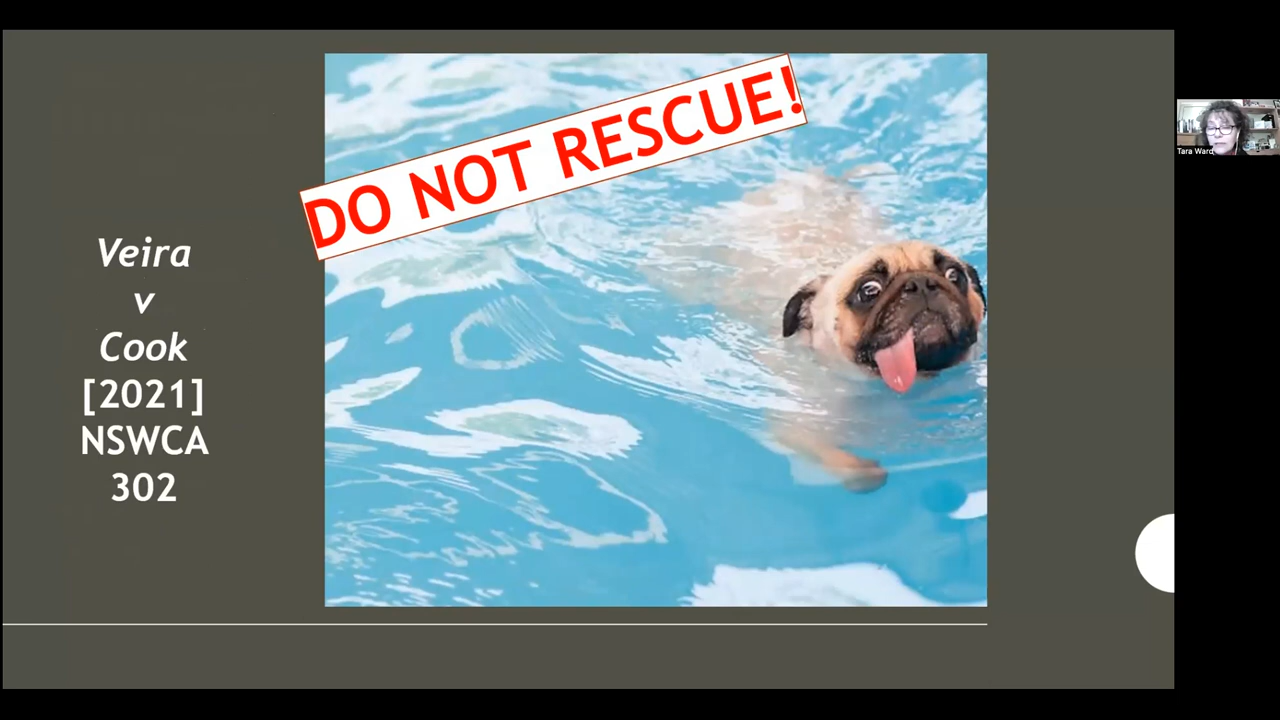 DO NOT RESCUE!
Veira
v
Cook
[2021]
NSWCA
302
Tara Ward